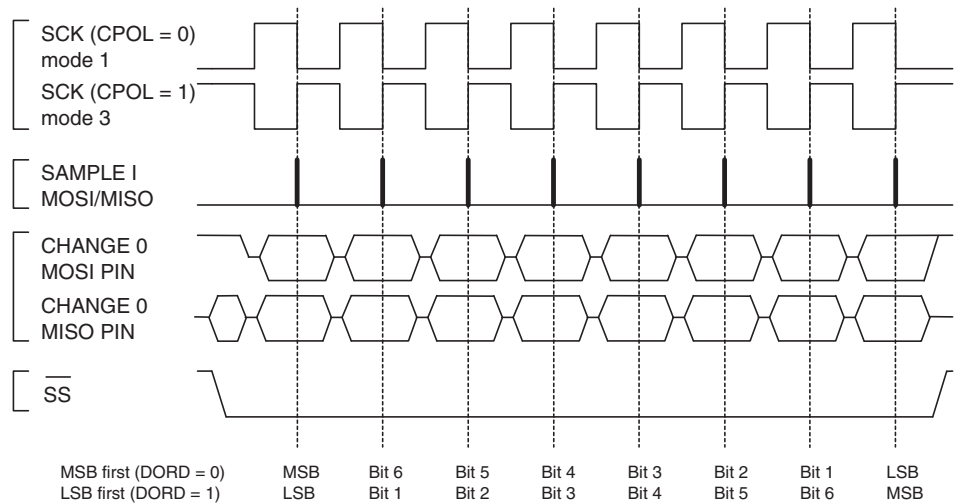 SCK (CPOL = 0)
mode 1
SCK (CPOL = 1)
mode 3
SAMPLE I
MOSI/MISO
CHANGE 0
MOSI PIN
CHANGE 0
MISO PIN
SS
MSB first (DORD = 0) MSB Bit 6 Bit 5 Bit 4 Bit 3 Bit 2 Bit 1 LSB
LSB first (DORD = 1) LSB Bit 1 Bit 2 Bit 3 Bit 4 Bit 5 Bit 6 MSB